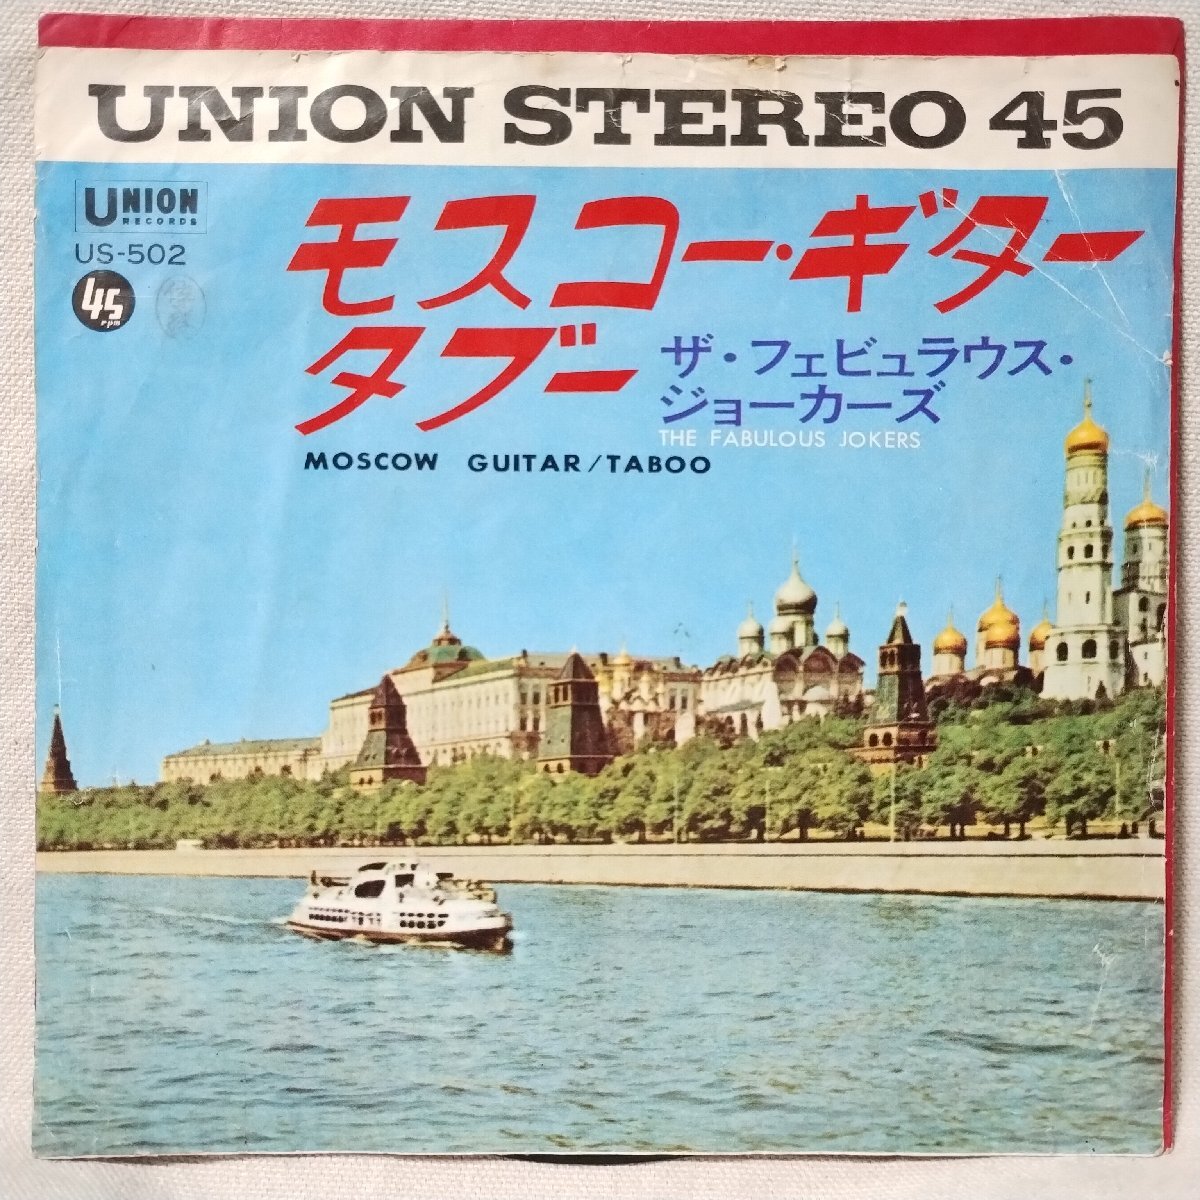 UNION STEREO 45
UNION
RECORDS
US-502
45
rpm
モスコー・ギター
タブー
ザ・フェビュラウス・
ジョーカーズ
THE FABULOUS JOKERS
MOSCOW GUITAR/TABOO